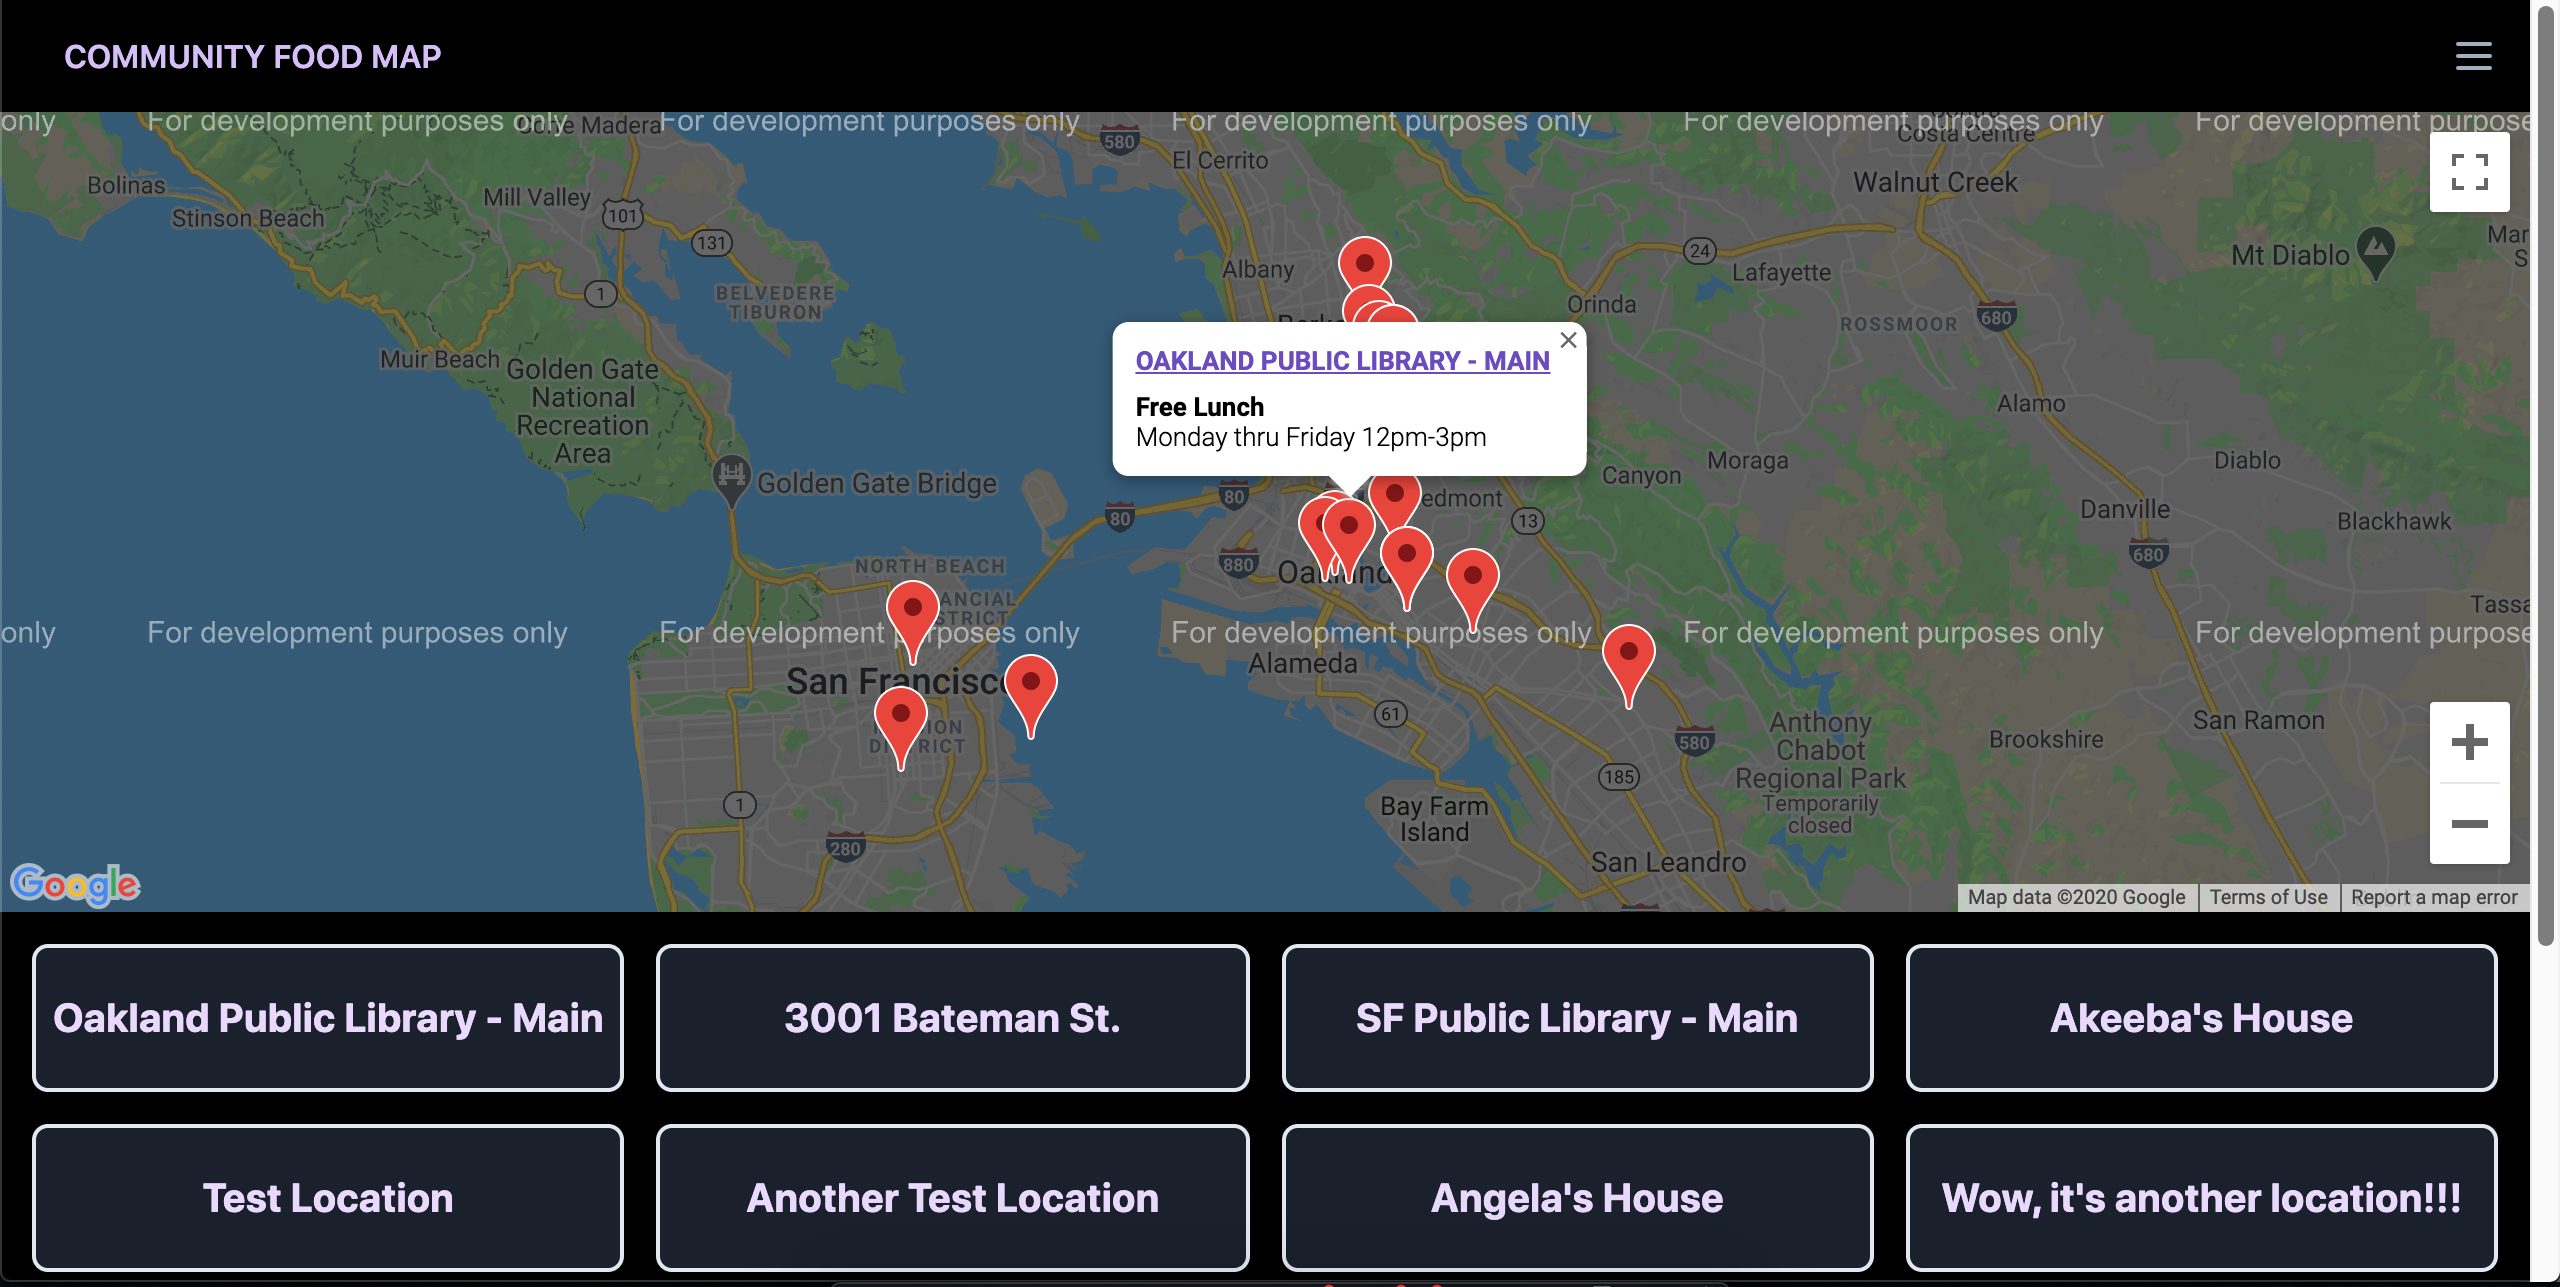 COMMUNITY FOOD MAP
only For development purposes only For development purposes only For development purposes only For development purposes only For development purpose
Corte Madera
Costa Centre
El Cerrito
Bolinas
Mill Valley
Walnut Creek
Stinson Beach
101
580
131
24
Mt Diablo
Mar
S
Albany
Lafayette
1
BELVEDERE
TIBURON
Orinda
680
ROSSMOOR
Muir Beach
Golden Gate
National
Recreation
Area
OAKLAND PUBLIC LIBRARY - MAIN
Free Lunch
Monday thru Friday 12pm-3pm
Alamo
Moraga
Diablo
Canyon
Golden Gate Bridge
80
80
edmont
13
Danville
Blackhawk
680
880
NORTH BEACH
Oakland
ANCIAL
STRICT
Tassa
only For development purposes only For development purposes only For development purposes only For development purposes only For development purpose
Alameda
San Francisco
61
580
Anthony
Chabot
Regional Park
Temporarily
closed
San Ramon
Brookshire
185
1
Bay Farm
Island
280
San Leandro
Google
Map data ©2020 Google Terms of Use Report a map error
Oakland Public Library - Main
3001 Bateman St.
SF Public Library - Main
Akeeba's House
Test Location
Another Test Location
Angela's House
Wow, it's another location!!!